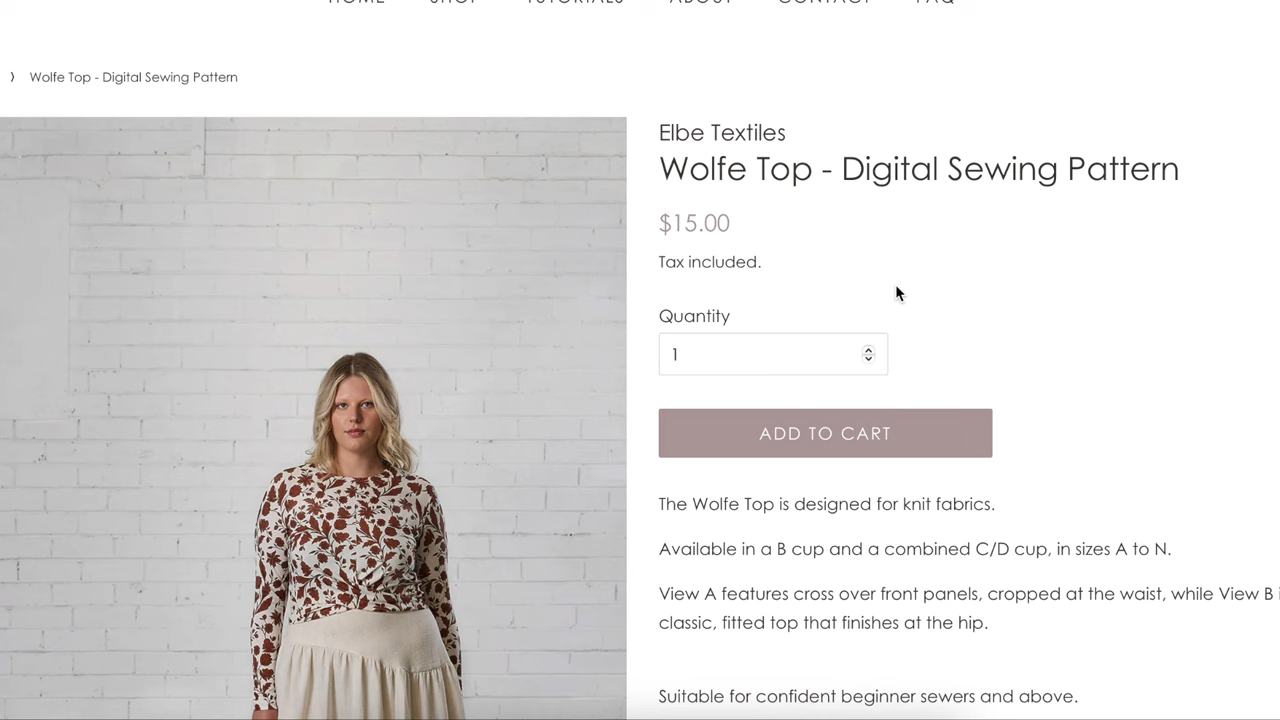 HOME SHOP TUTORIALS ABOUT CONTACT FAQ
› Wolfe Top - Digital Sewing Pattern
Elbe Textiles
Wolfe Top - Digital Sewing Pattern
$15.00
Tax included.
Quantity
1
ADD TO CART
The Wolfe Top is designed for knit fabrics.
Available in a B cup and a combined C/D cup, in sizes A to N.
View A features cross over front panels, cropped at the waist, while View B
classic, fitted top that finishes at the hip.
Suitable for confident beginner sewers and above.